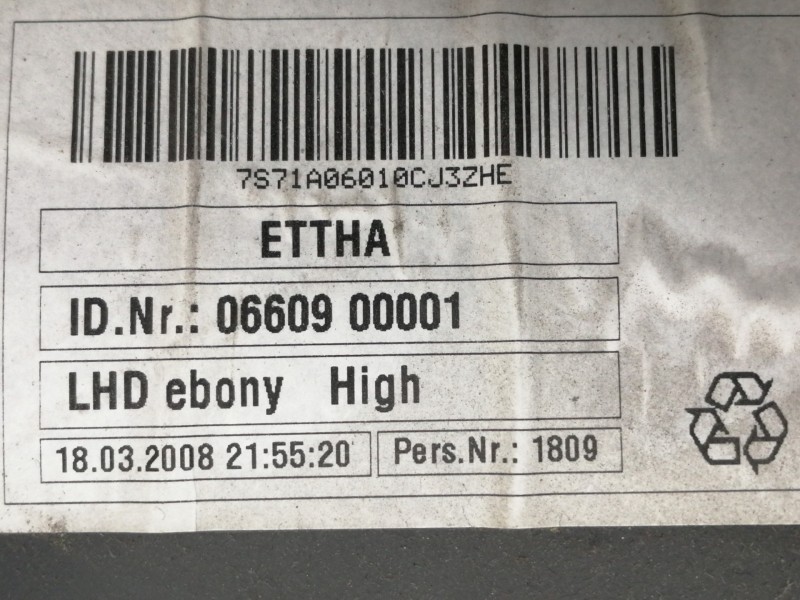 7S71A06010CJ3ZHE
ETTHA
ID.Nr.: 06609 00001
LHD ebony High
18.03.2008 21:55:20 Pers.Nr.: 1809